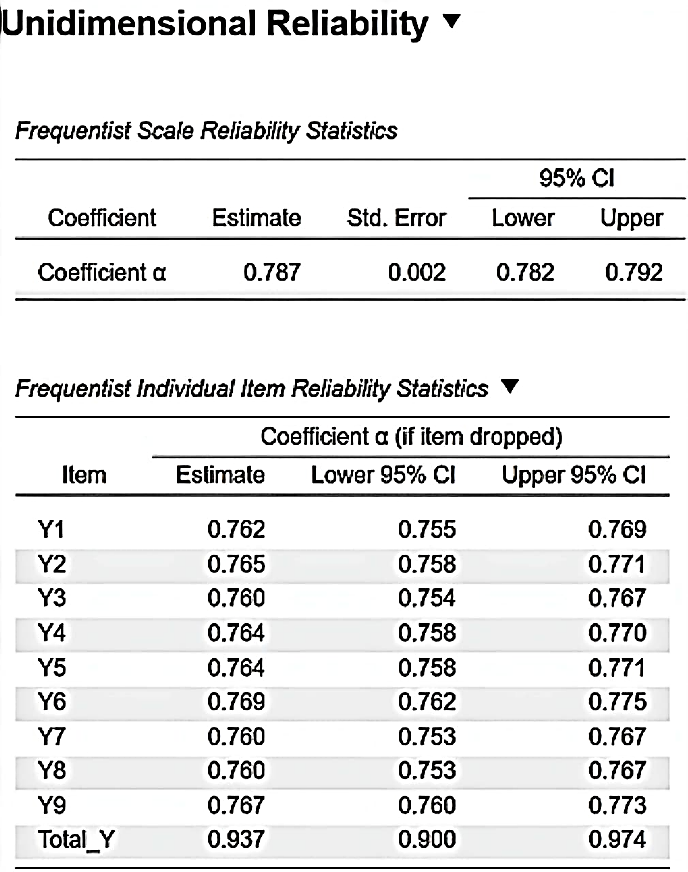 Unidimensional Reliability ▼
Frequentist Scale Reliability Statistics
95% CI
Coefficient Estimate Std. Error Lower Upper
Coefficient α 0.787 0.002 0.782 0.792
Frequentist Individual Item Reliability Statistics ▼
Coefficient α (if item dropped)
Item Estimate Lower 95% CI Upper 95% CI
Y1 0.762 0.755 0.769
Y2 0.765 0.758 0.771
Y3 0.760 0.754 0.767
Y4 0.764 0.758 0.770
Y5 0.764 0.758 0.771
Y6 0.769 0.762 0.775
Y7 0.760 0.753 0.767
Y8 0.760 0.753 0.767
Y9 0.767 0.760 0.773
Total_Y 0.937 0.900 0.974